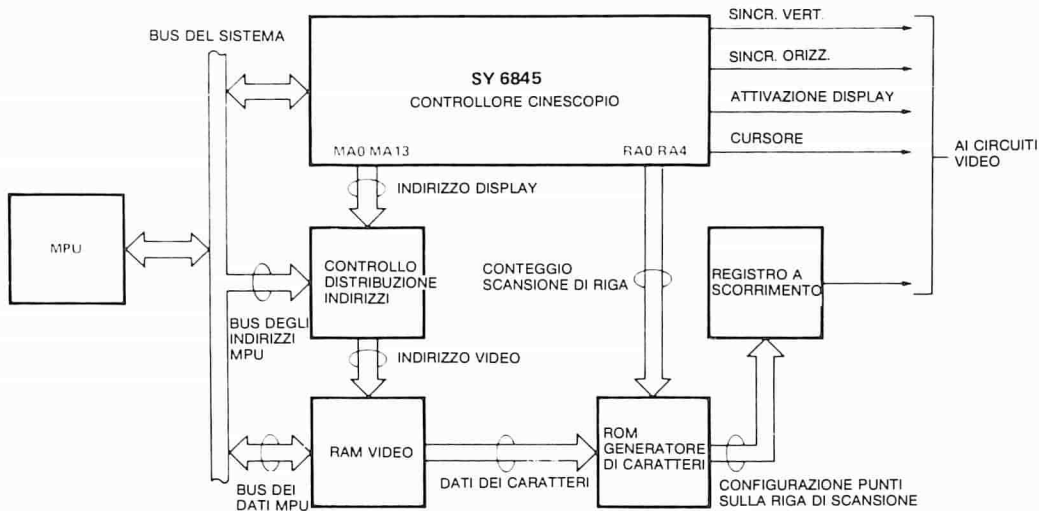 SINCR. VERT.
BUS DEL SISTEMA
SY 6845
CONTROLLORE CINESCOPIO
SINCR. ORIZZ.
ATTIVAZIONE DISPLAY
CURSORE
MA0 MA13
RA0 RA4
AI CIRCUITI
VIDEO
INDIRIZZO DISPLAY
MPU
CONTROLLO
DISTRIBUZIONE
INDIRIZZI
CONTEGGIO
SCANSIONE DI RIGA
REGISTRO A
SCORRIMENTO
BUS DEGLI
INDIRIZZI
MPU
INDIRIZZO VIDEO
RAM VIDEO
ROM
GENERATORE
DI CARATTERI
BUS DEI
DATI MPU
DATI DEI CARATTERI
CONFIGURAZIONE PUNTI
SULLA RIGA DI SCANSIONE